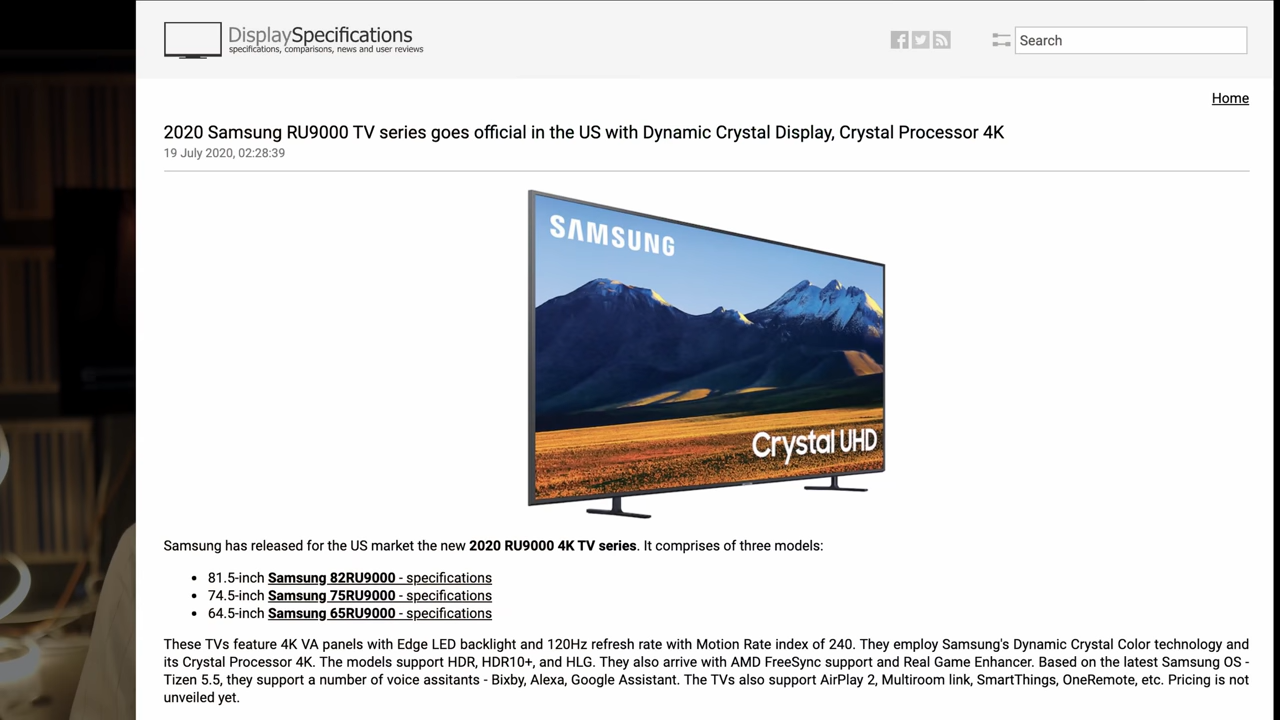 DisplaySpecifications
specifications, comparisons, news and user reviews
Search
Home
2020 Samsung RU9000 TV series goes official in the US with Dynamic Crystal Display, Crystal Processor 4K
19 July 2020, 02:28:39
SAMSUNG
Crystal UHD
Samsung has released for the US market the new 2020 RU9000 4K TV series. It comprises of three models:
• 81.5-inch Samsung 82RU9000 - specifications
• 74.5-inch Samsung 75RU9000 - specifications
• 64.5-inch Samsung 65RU9000 - specifications
These TVs feature 4K VA panels with Edge LED backlight and 120Hz refresh rate with Motion Rate index of 240. They employ Samsung's Dynamic Crystal Color technology and
its Crystal Processor 4K. The models support HDR, HDR10+, and HLG. They also arrive with AMD FreeSync support and Real Game Enhancer. Based on the latest Samsung OS -
Tizen 5.5, they support a number of voice assitants - Bixby, Alexa, Google Assistant. The TVs also support AirPlay 2, Multiroom link, SmartThings, OneRemote, etc. Pricing is not
unveiled yet.